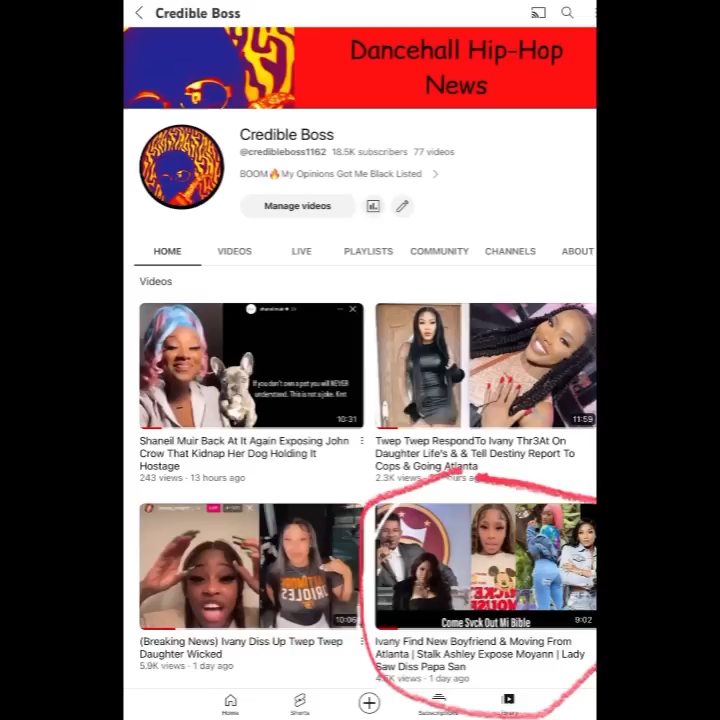 Credible Boss
Dancehall Hip-Hop
News
Credible Boss
@credibleboss1162 18.5K subscribers 77 videos
BOOM🔥My Opinions Got Me Black Listed
Manage videos
HOME VIDEOS LIVE PLAYLISTS COMMUNITY CHANNELS ABOUT
Videos
If you don't own a pet you will NEVER
understand. This is not a joke.
10:31
11:59
Shaneil Muir Back At It Again Exposing John
Crow That Kidnap Her Dog Holding It
Hostage
243 views · 13 hours ago
Twep Twep RespondTo Ivany Thr3At On
Daughter Life's & & Tell Destiny Report To
Cops & Going Atlanta
2.3K views
ORIOLES
10:06
MICKEY
MOUSE
Come Svck Out Mi Bible
9:02
(Breaking News) Ivany Diss Up Twep Twep
Daughter Wicked
5.9K views · 1 day ago
Ivany Find New Boyfriend & Moving From
Atlanta | Stalk Ashley Expose Moyann | Lady
Saw Diss Papa San
views · 1 day ago
Home
Shorts
Subscriptions
Library